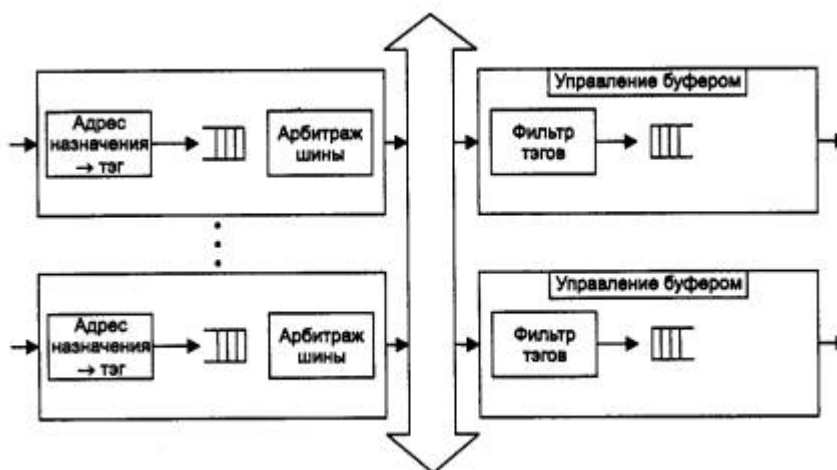 Адрес
назначения
→ тэг
Арбитраж
шины
Управление буфером
Фильтр
тэгов
Адрес
назначения
→ тэг
Арбитраж
шины
Управление буфером
Фильтр
тэгов